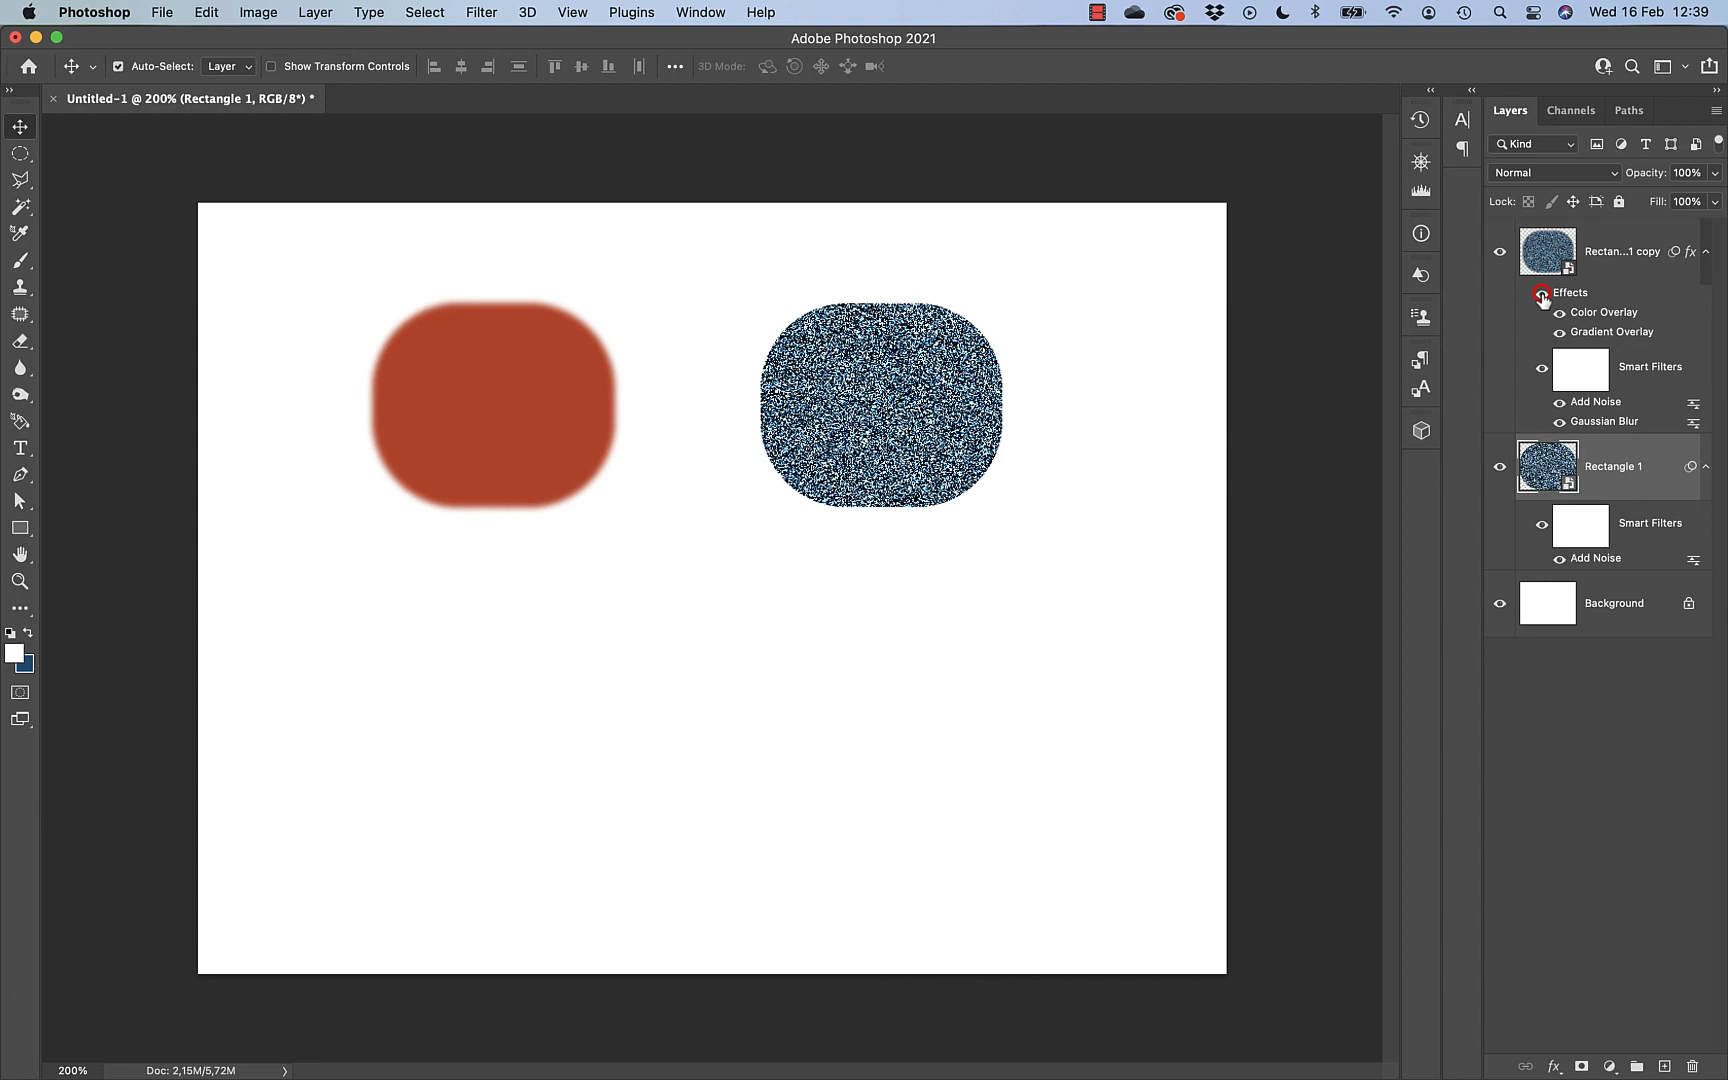 Photoshop File Edit Image Layer Type Select Filter 3D View Plugins Window Help Wed 16 Feb 12:39
Adobe Photoshop 2021
Auto-Select: Layer Show Transform Controls 3D Mode:
Untitled-1 @ 200% (Rectangle 1, RGB/8*) *
Layers Channels Paths
Kind
Normal Opacity: 100%
Lock: Fill: 100%
Rectan...1 copy fx
Effects
Color Overlay
Gradient Overlay
Smart Filters
Add Noise
Gaussian Blur
Rectangle 1
Smart Filters
Add Noise
Background
200% Doc: 2,15M/5,72M